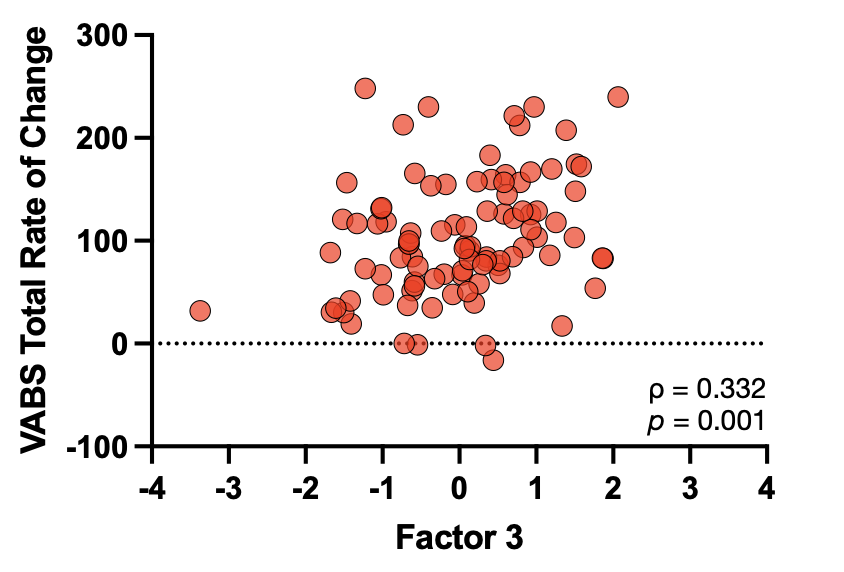 VABS Total Rate of Change
300
200
100
0
-100
ρ = 0.332
p = 0.001
-4 -3 -2 -1 0 1 2 3 4
Factor 3